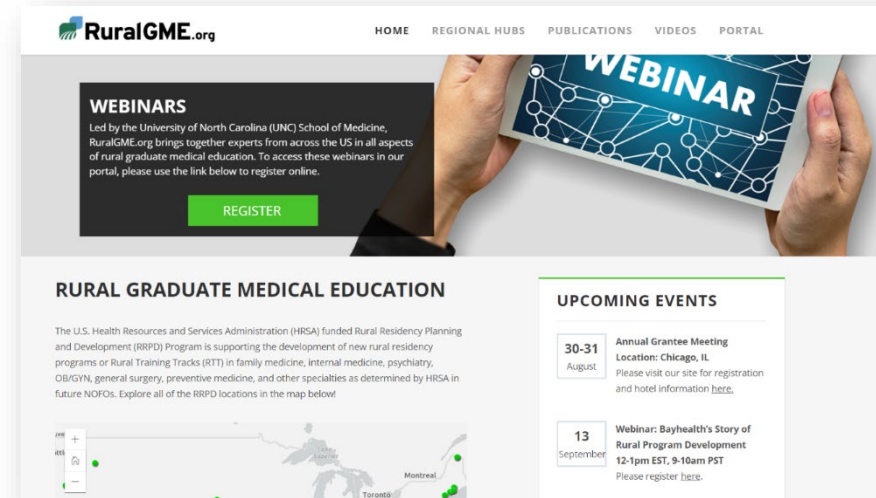 RuralGME.org
HOME REGIONAL HUBS PUBLICATIONS VIDEOS PORTAL
WEBINAR
WEBINARS
Led by the University of North Carolina (UNC) School of Medicine,
RuralGME.org brings together experts from across the US in all aspects
of rural graduate medical education. To access these webinars in our
portal, please use the link below to register online.
REGISTER
RURAL GRADUATE MEDICAL EDUCATION
The U.S. Health Resources and Services Administration (HRSA) funded Rural Residency Planning
and Development (RRPD) Program is supporting the development of new rural residency
programs or Rural Training Tracks (RTT) in family medicine, internal medicine, psychiatry,
OB/GYN, general surgery, preventive medicine, and other specialties as determined by HRSA in
future NOFOs. Explore all of the RRPD locations in the map below!
+
−
Montreal
Toronto
UPCOMING EVENTS
30-31
August
Annual Grantee Meeting
Location: Chicago, IL
Please visit our site for registration
and hotel information here.
13
September
Webinar: Bayhealth's Story of
Rural Program Development
12-1pm EST, 9-10am PST
Please register here.